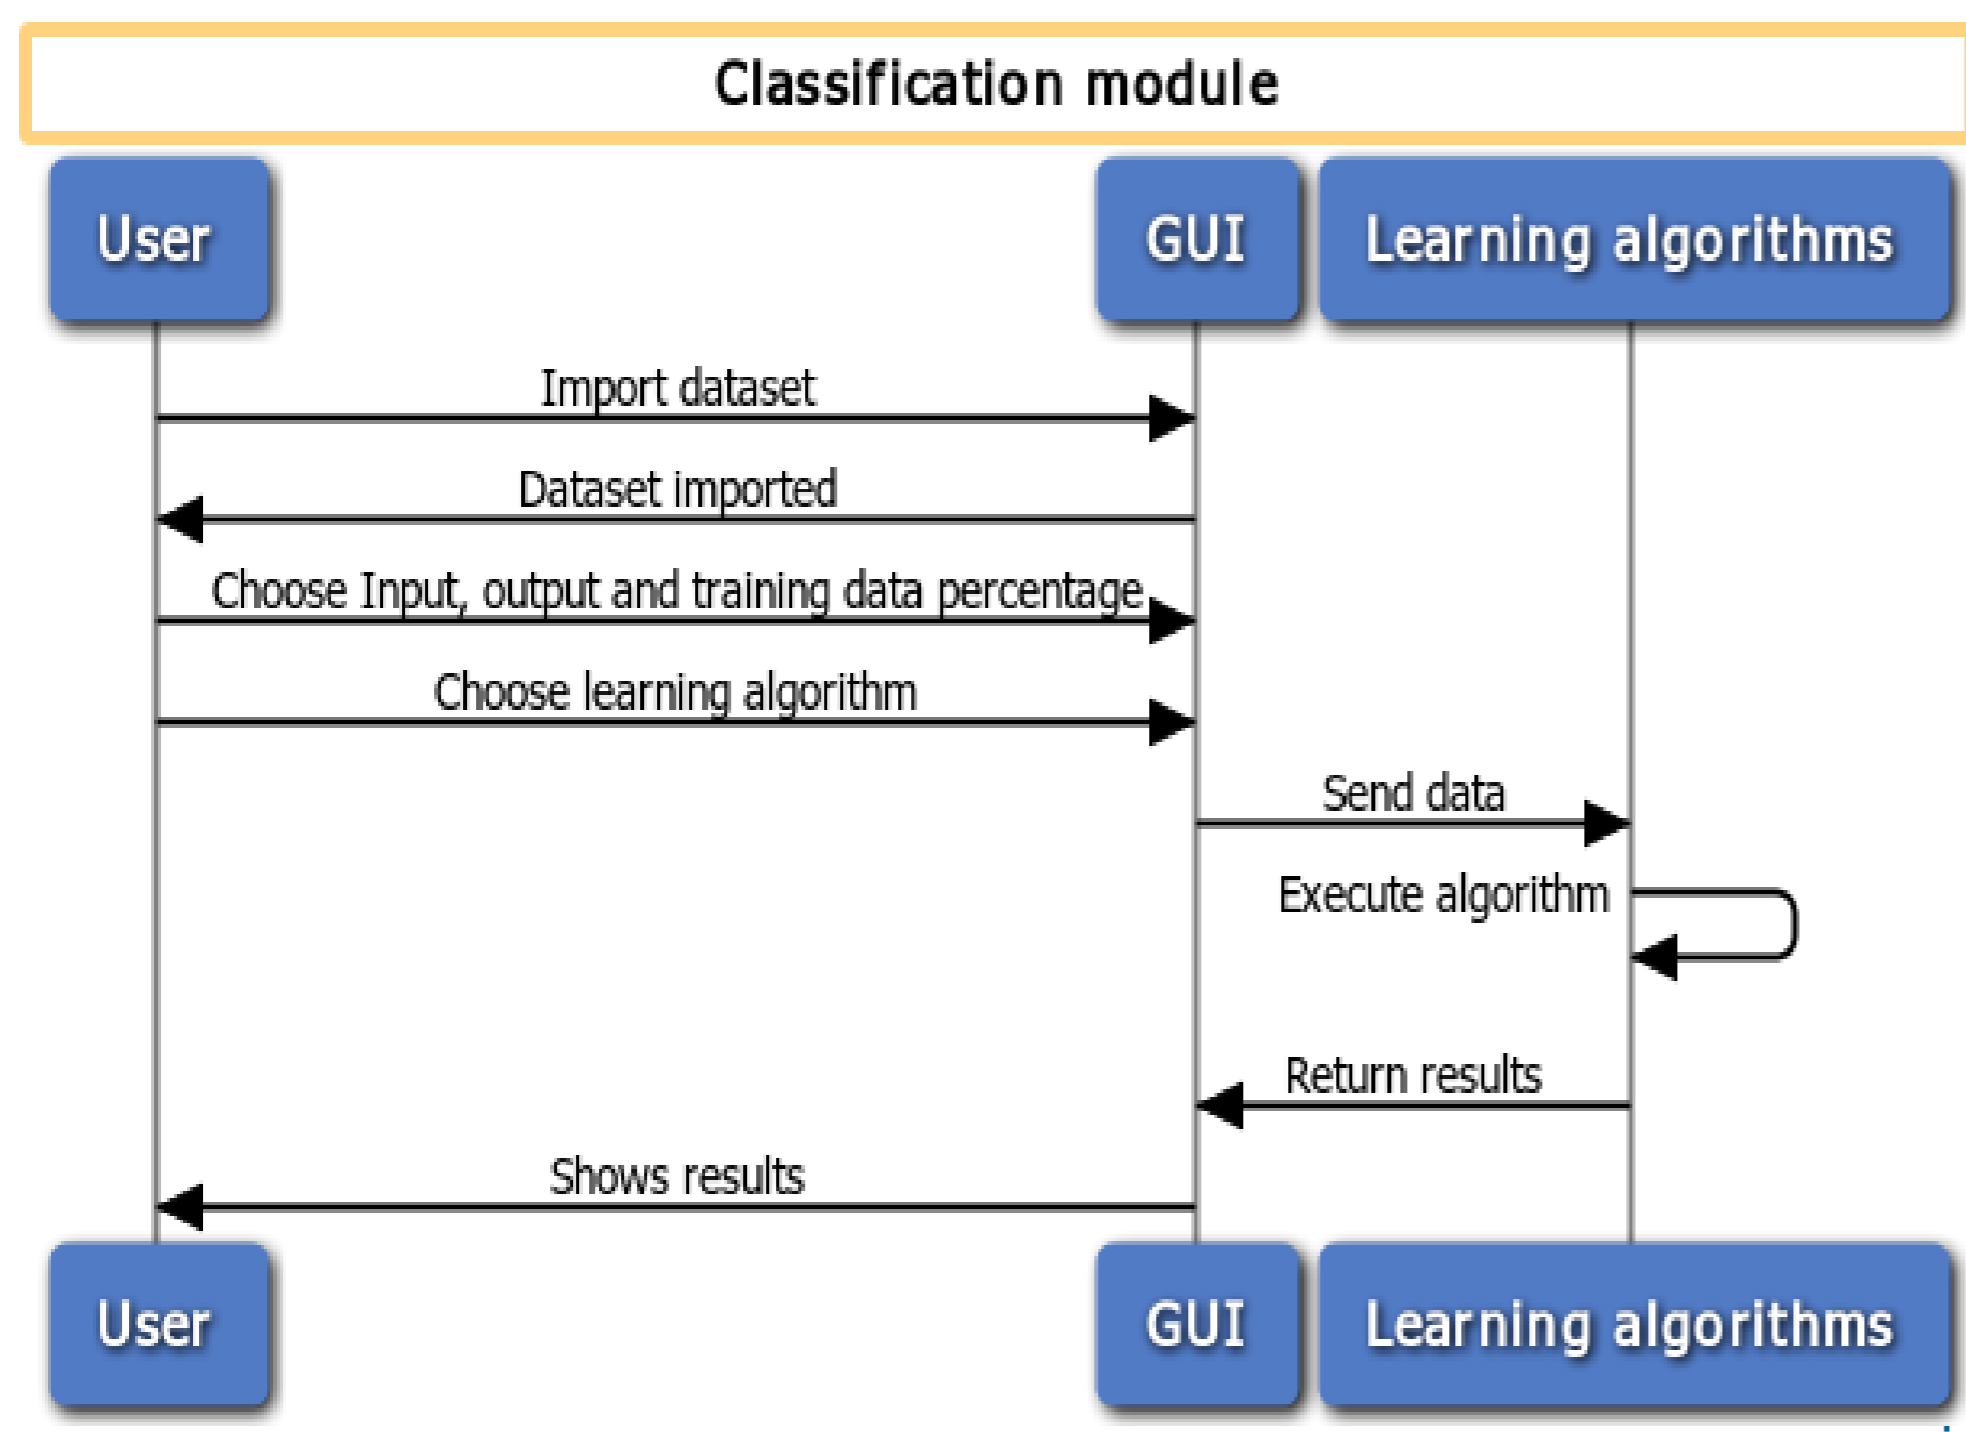 Classification module
User
GUI
Learning algorithms
Import dataset
Dataset imported
Choose Input, output and training data percentage
Choose learning algorithm
Send data
Execute algorithm
Return results
Shows results
User
GUI
Learning algorithms